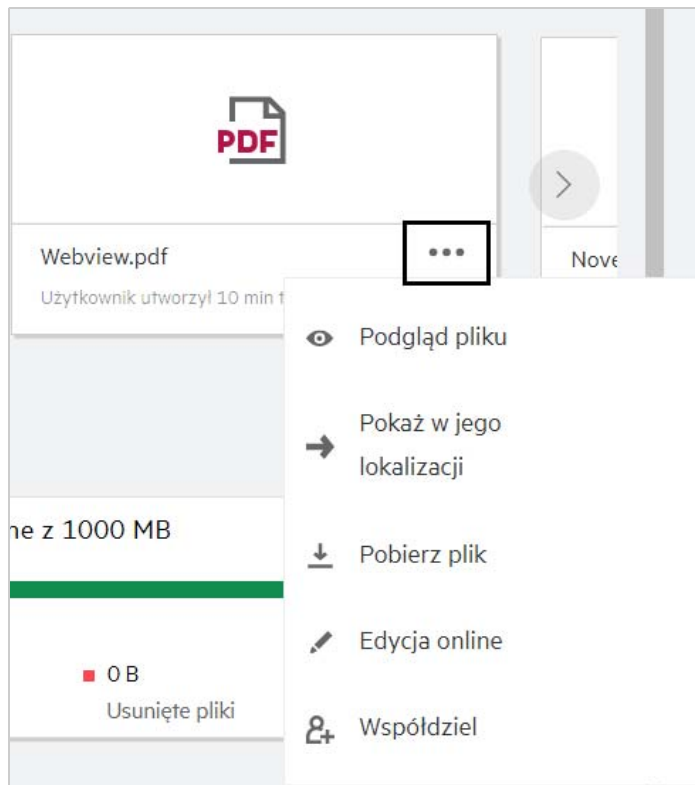 PDF
Webview.pdf
Nove
Użytkownik utworzył 10 min t
Podgląd pliku
Pokaż w jego
lokalizacji
ne z 1000 MB
Pobierz plik
Edycja online
0 B
Usunięte pliki
Współdziel